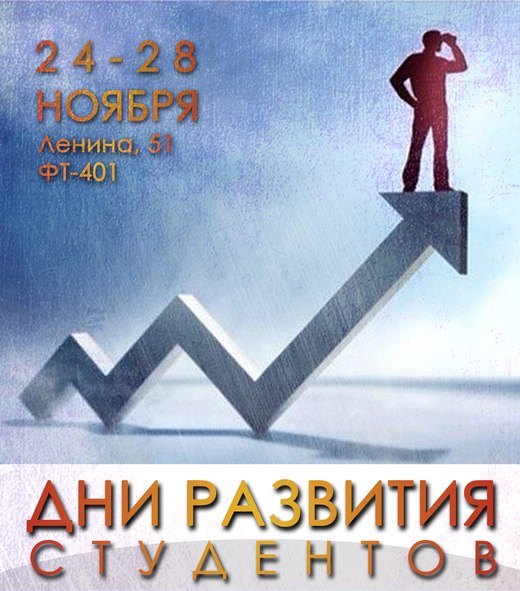 24-28
НОЯБРЯ
Ленина, 51
ФТ-401
ДНИ РАЗВИТИЯ
СТУДЕНТОВ